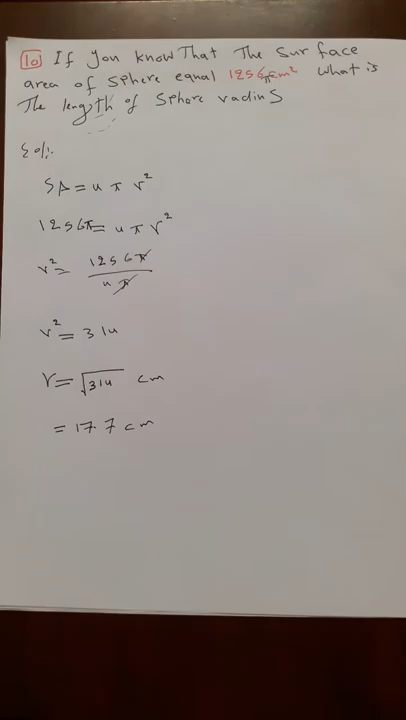 10 If you know That The surface
area of sphere equal 1256π cm² what is
The length of sphere radius
Sol:
SA = 4 π r²
1256π = 4 π r²
r² = 1256π / 4π
r² = 314
r = √314 cm
= 17.7 cm